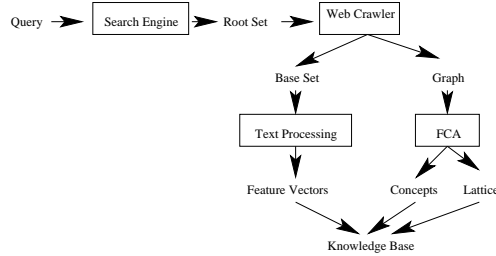 Query
Search Engine
Root Set
Web Crawler
Base Set
Graph
Text Processing
FCA
Feature Vectors
Concepts
Lattice
Knowledge Base